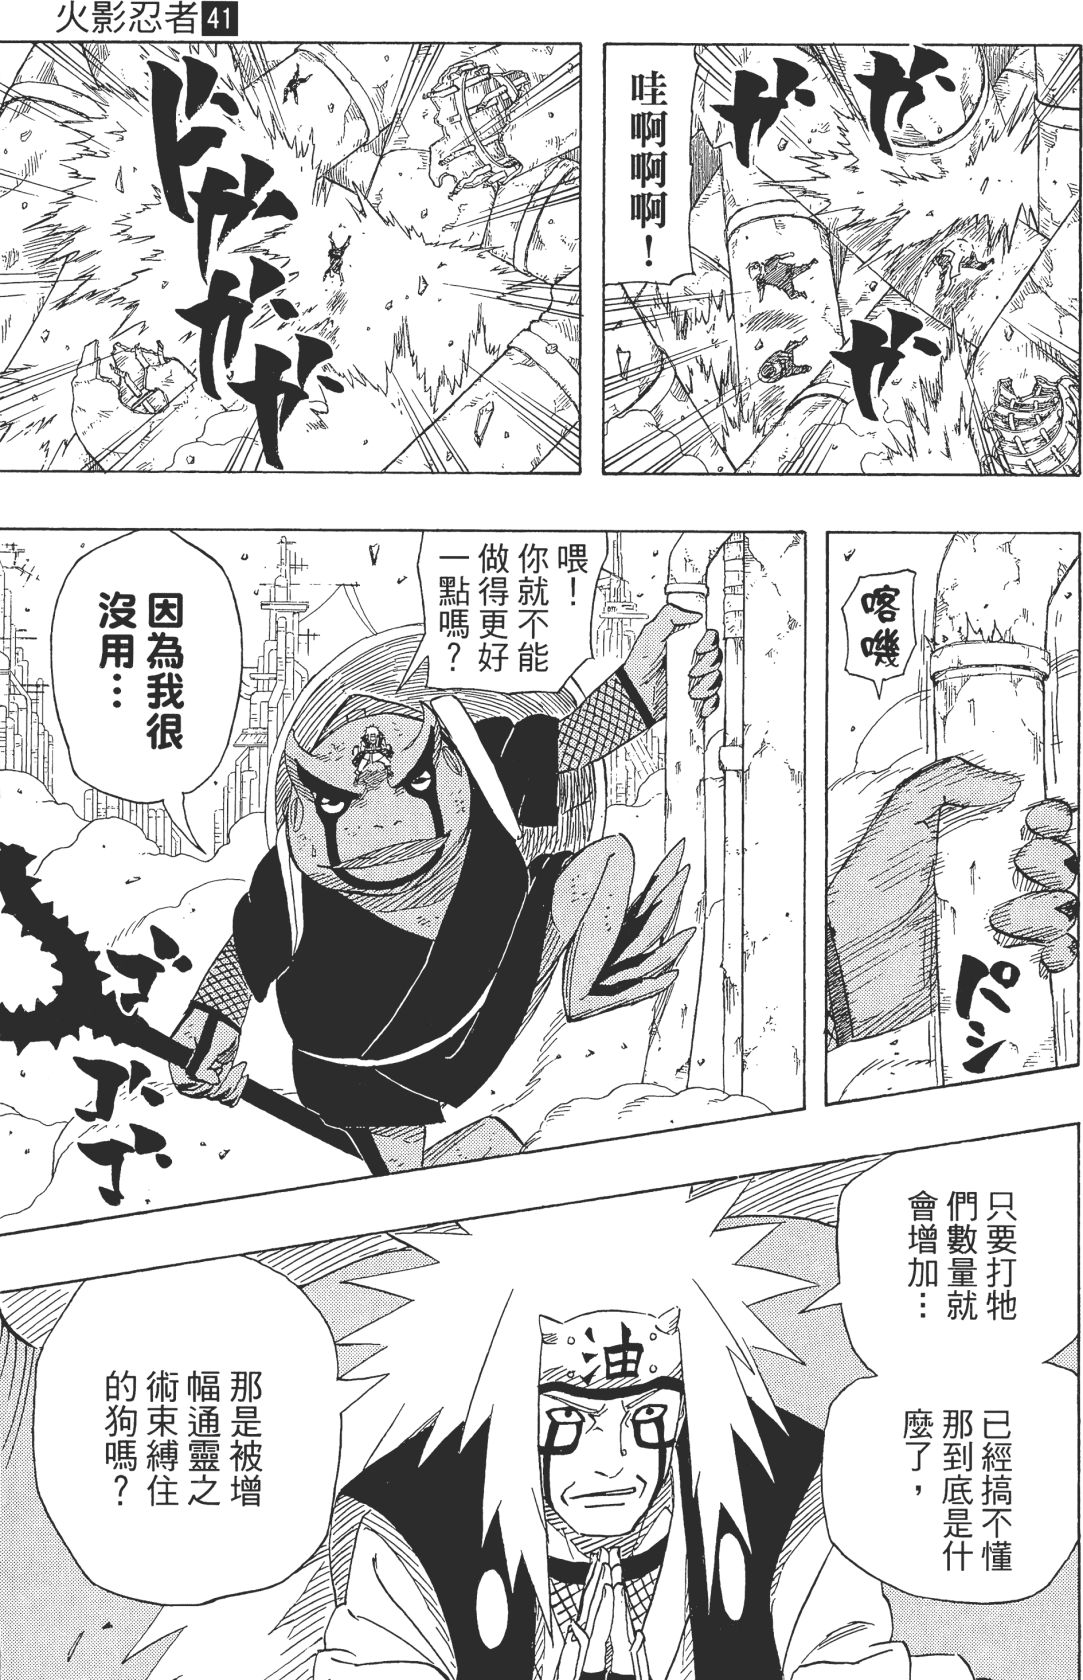 火影忍者41
ガガ
哇啊啊啊！
ガ
ドガガガ
喀嘰
パシ
喂！
你就不能
做得更好
一點嗎？
因為我很
沒用…
ゴゴゴ
只要打牠
們數量就
會增加…
已經搞不懂
那到底是什
麼了，
油
那是被增
幅通靈之
術束縛住
的狗嗎？